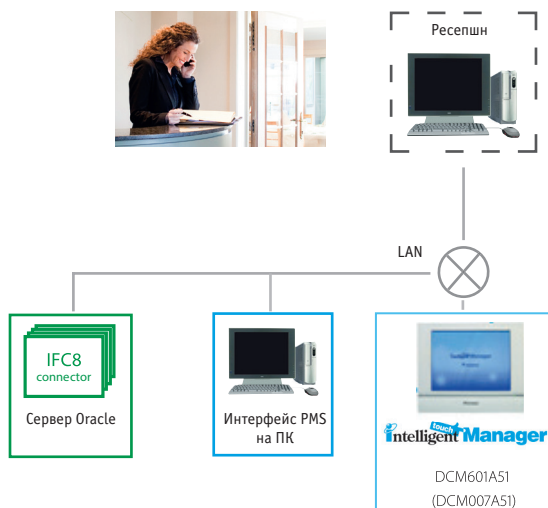 Ресепшн
LAN
IFC8
connector
Сервер Oracle
Интерфейс PMS
на ПК
touch
intelligent Manager
DCM601A51
(DCM007A51)